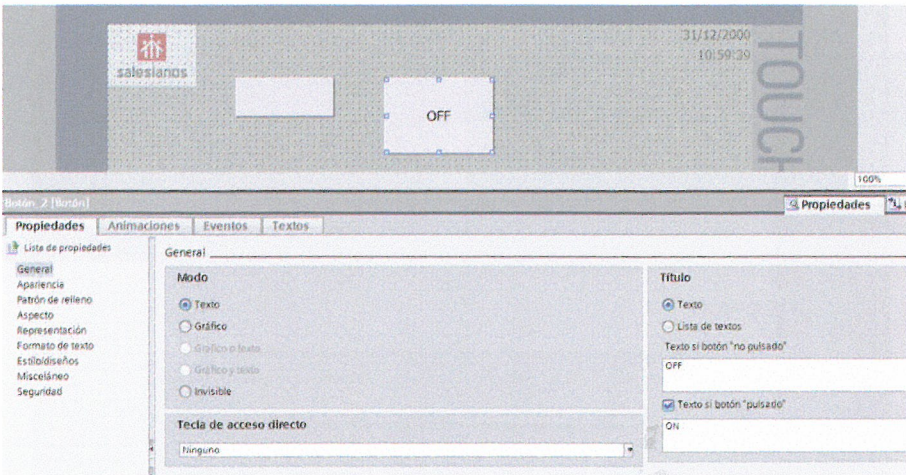 31/12/2000
10:59:39
salesianos
TOUCH
OFF
100%
Botón_2 [Botón]
Propiedades
Propiedades
Animaciones
Eventos
Textos
Lista de propiedades
General
Apariencia
Patrón de relleno
Aspecto
Representación
Formato de texto
Estilo/diseños
Misceláneo
Seguridad
General
Modo
Texto
Gráfico
Gráfico o texto
Gráfico y texto
Invisible
Tecla de acceso directo
Ninguno
Título
Texto
Lista de textos
Texto si botón "no pulsado"
OFF
Texto si botón "pulsado"
ON